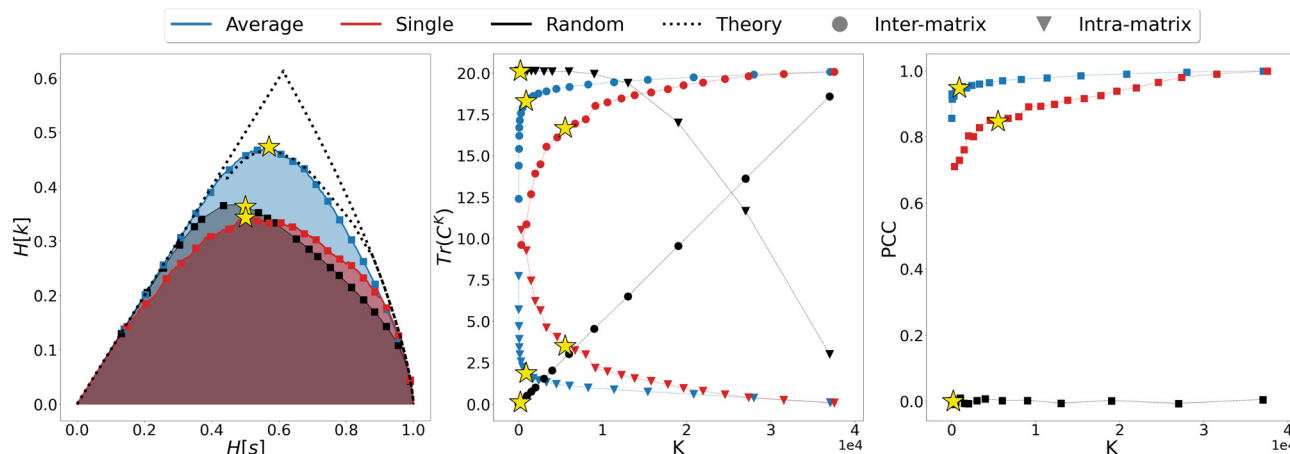 Average Single Random Theory Inter-matrix Intra-matrix
H[k]
0.6
0.5
0.4
0.3
0.2
0.1
0.0
0.0 0.2 0.4 0.6 0.8 1.0
H[s]
Tr(C^K)
20.0
17.5
15.0
12.5
10.0
7.5
5.0
2.5
0.0
0 1 2 3 4
1e4
K
PCC
1.0
0.8
0.6
0.4
0.2
0.0
0 1 2 3 4
1e4
K